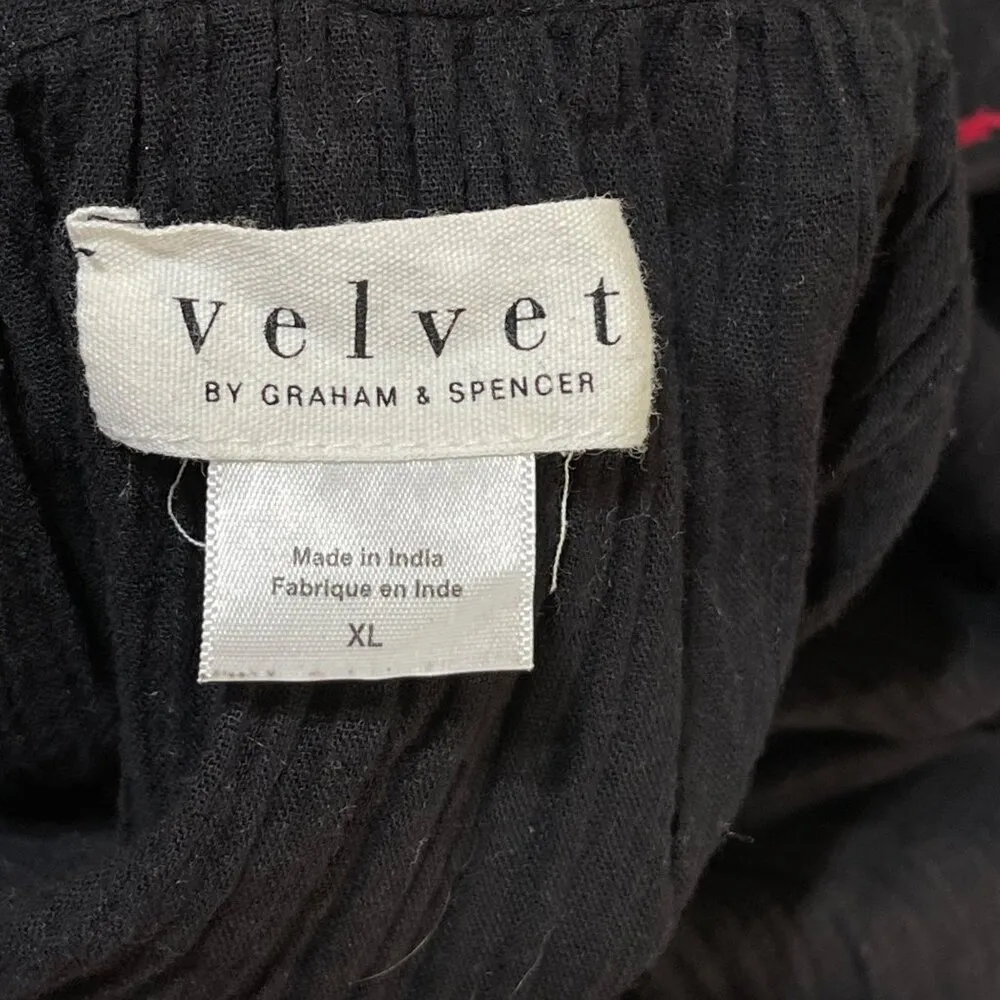 velvet
BY GRAHAM & SPENCER
Made in India
Fabrique en Inde
XL